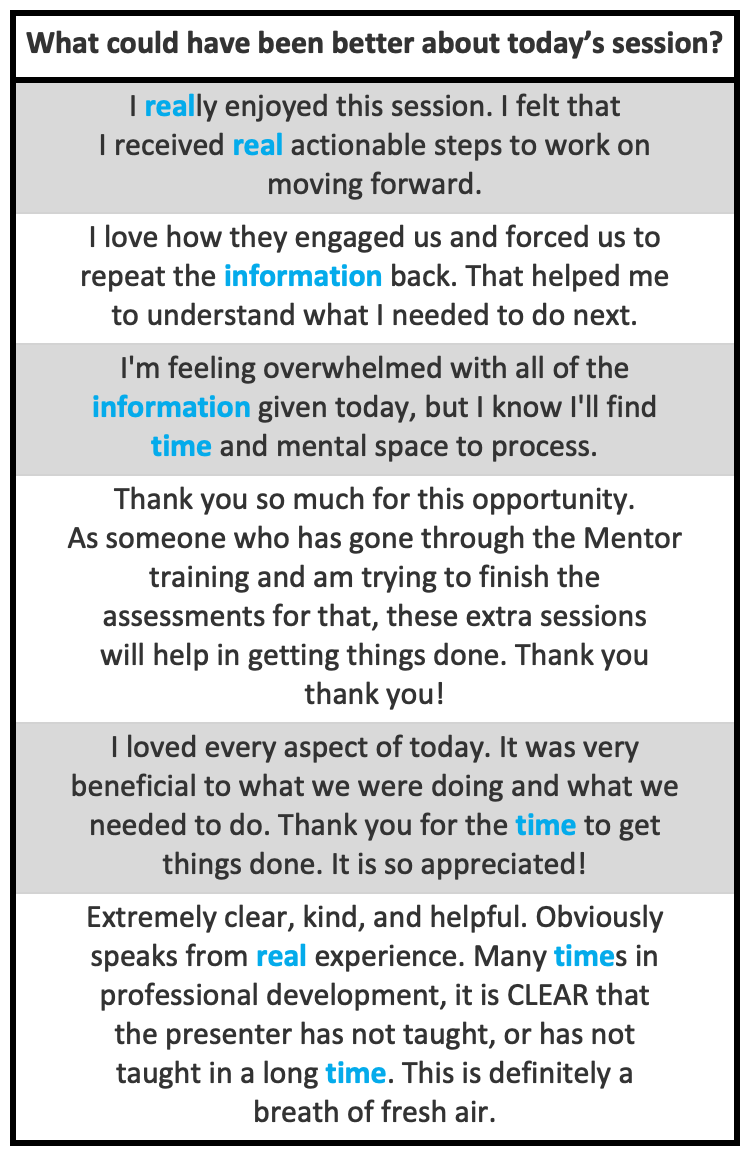 What could have been better about today’s session?
I really enjoyed this session. I felt that
I received real actionable steps to work on
moving forward.
I love how they engaged us and forced us to
repeat the information back. That helped me
to understand what I needed to do next.
I'm feeling overwhelmed with all of the
information given today, but I know I'll find
time and mental space to process.
Thank you so much for this opportunity.
As someone who has gone through the Mentor
training and am trying to finish the
assessments for that, these extra sessions
will help in getting things done. Thank you
thank you!
I loved every aspect of today. It was very
beneficial to what we were doing and what we
needed to do. Thank you for the time to get
things done. It is so appreciated!
Extremely clear, kind, and helpful. Obviously
speaks from real experience. Many times in
professional development, it is CLEAR that
the presenter has not taught, or has not
taught in a long time. This is definitely a
breath of fresh air.